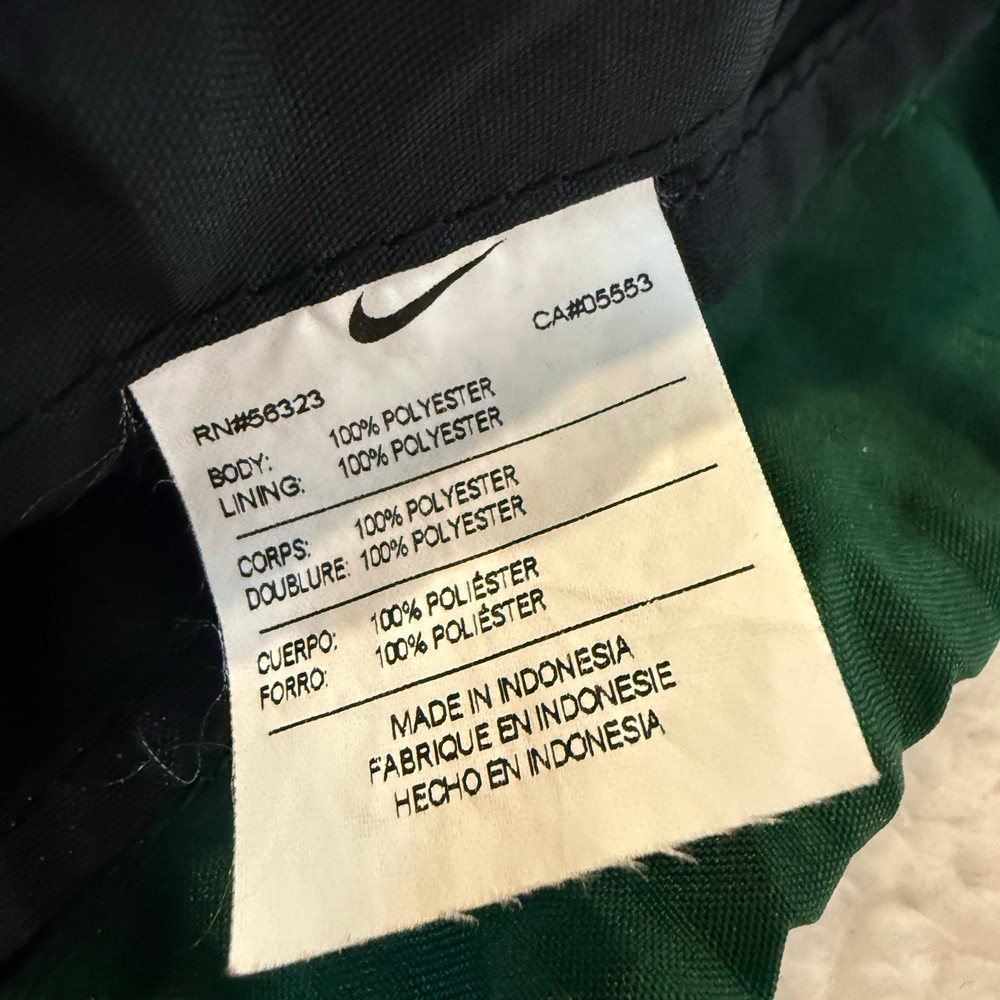 RN#56323 CA#05553
BODY: 100% POLYESTER
LINING: 100% POLYESTER
CORPS: 100% POLYESTER
DOUBLURE: 100% POLYESTER
CUERPO: 100% POLIÉSTER
FORRO: 100% POLIÉSTER
MADE IN INDONESIA
FABRIQUE EN INDONESIE
HECHO EN INDONESIA